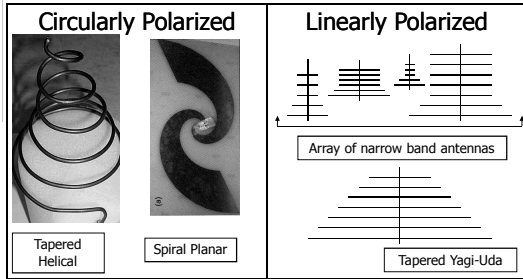 Circularly Polarized
(a)
Tapered
Helical
Spiral Planar
Linearly Polarized
Array of narrow band antennas
Tapered Yagi-Uda